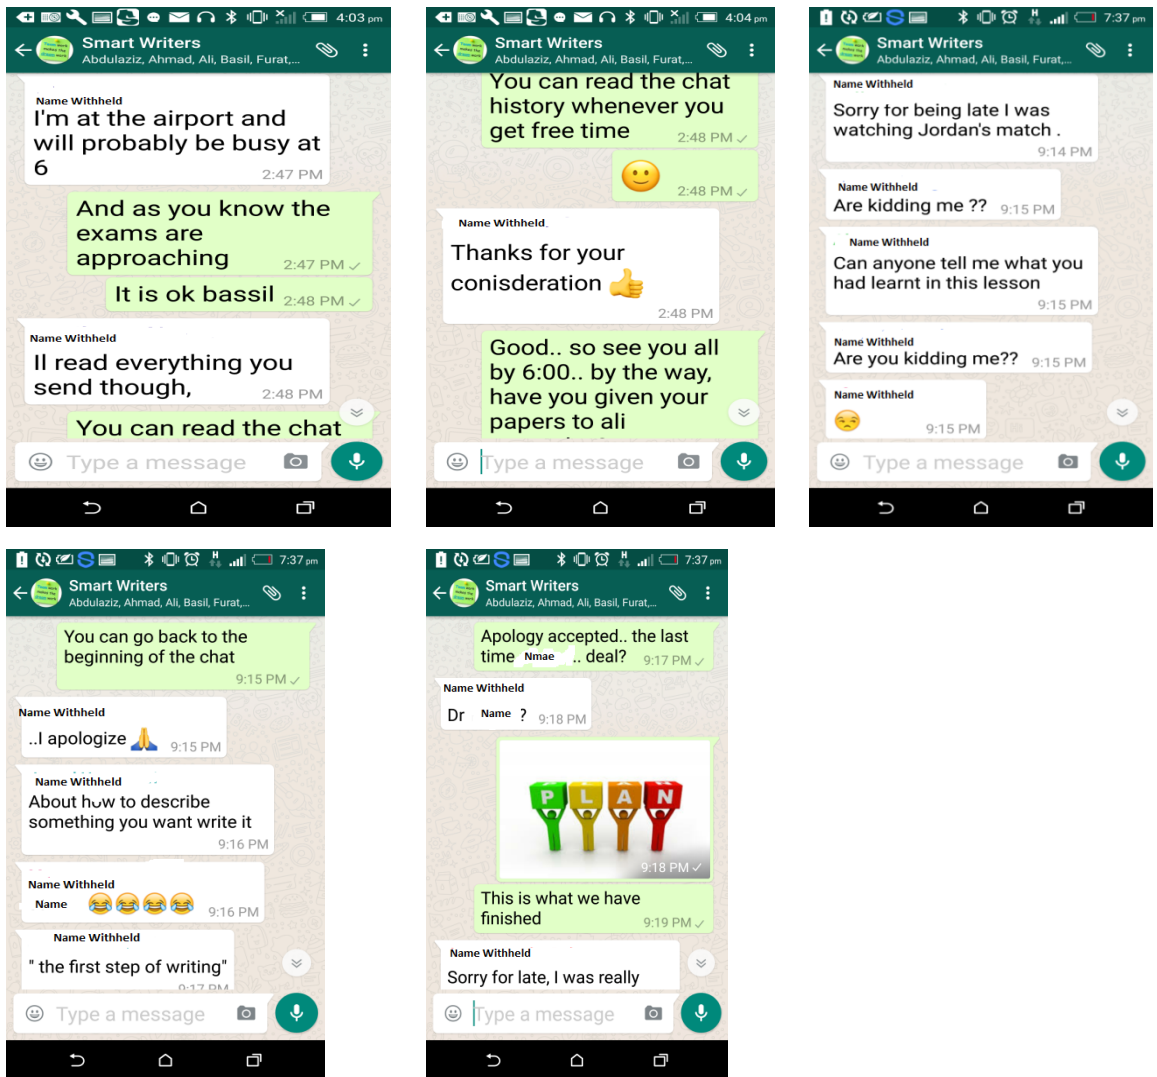 4:03 pm
Smart Writers
Abdulaziz, Ahmad, Ali, Basil, Furat,...
Name Withheld
I'm at the airport and
will probably be busy at
6
2:47 PM
And as you know the
exams are
approaching
2:47 PM
It is ok bassil
2:48 PM
Name Withheld
Il read everything you
send though,
2:48 PM
You can read the chat
Type a message
4:04 pm
Smart Writers
Abdulaziz, Ahmad, Ali, Basil, Furat,...
You can read the chat
history whenever you
get free time
2:48 PM
2:48 PM
Name Withheld
Thanks for your
conisderation 👍
2:48 PM
Good.. so see you all
by 6:00.. by the way,
have you given your
papers to ali
Type a message
7:37 pm
Smart Writers
Abdulaziz, Ahmad, Ali, Basil, Furat,...
Name Withheld
Sorry for being late I was
watching Jordan's match .
9:14 PM
Name Withheld
Are kidding me ??
9:15 PM
Name Withheld
Can anyone tell me what you
had learnt in this lesson
9:15 PM
Name Withheld
Are you kidding me??
9:15 PM
Name Withheld
9:15 PM
Type a message
7:37 pm
Smart Writers
Abdulaziz, Ahmad, Ali, Basil, Furat,...
You can go back to the
beginning of the chat
9:15 PM
Name Withheld
..I apologize 🙏
9:15 PM
Name Withheld
About how to describe
something you want write it
9:16 PM
Name Withheld
Name 😂😂😂😂
9:16 PM
Name Withheld
" the first step of writing"
9:17 PM
Type a message
7:37 pm
Smart Writers
Abdulaziz, Ahmad, Ali, Basil, Furat,...
Apology accepted.. the last
time Nmae .. deal?
9:17 PM
Name Withheld
Dr Name ?
9:18 PM
PLAN
9:18 PM
This is what we have
finished
9:19 PM
Name Withheld
Sorry for late, I was really
Type a message